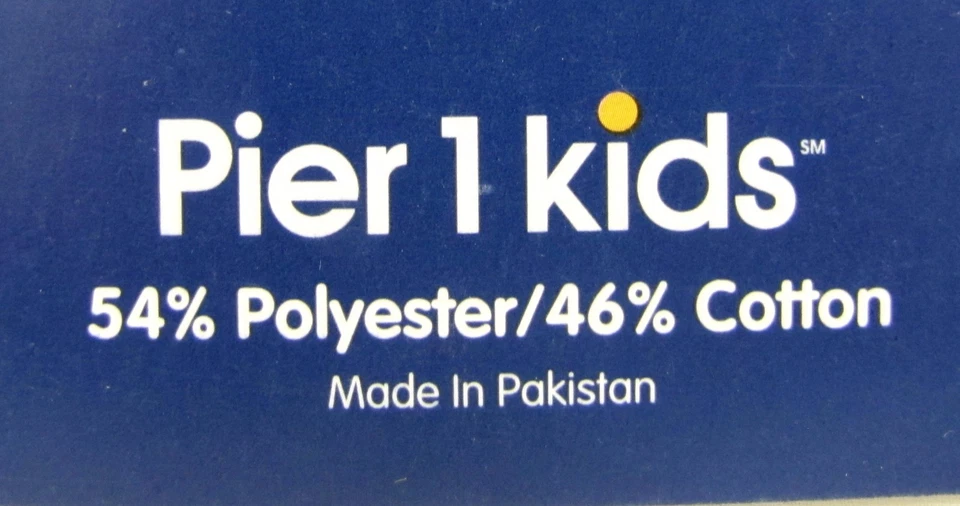 Pier 1 kids℠
54% Polyester/46% Cotton
Made In Pakistan